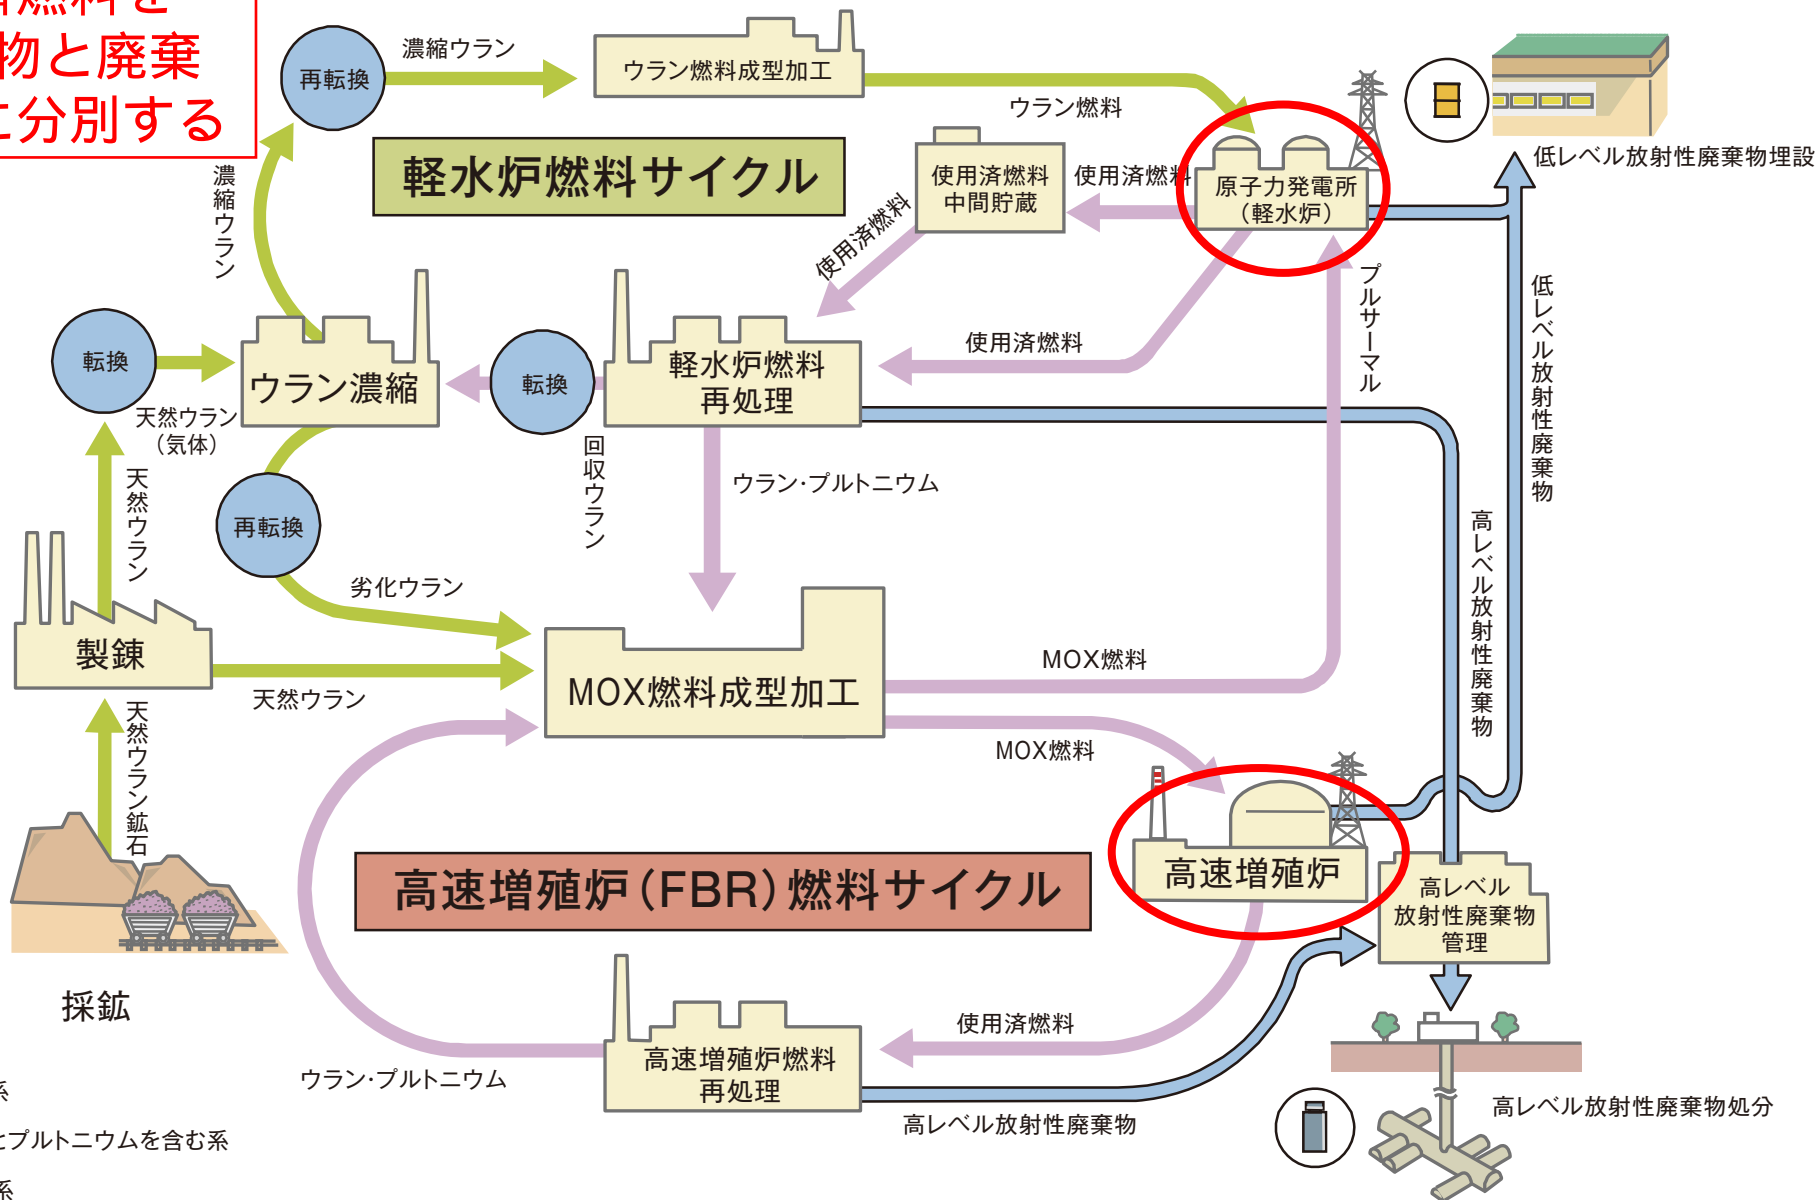 燃料を
物と廃棄
に分別する
再転換
濃縮ウラン
ウラン燃料成型加工
ウラン燃料
軽水炉燃料サイクル
濃縮ウラン
使用済燃料
中間貯蔵
使用済燃料
使用済燃料
原子力発電所
(軽水炉)
低レベル放射性廃棄物埋設
低レベル放射性廃棄物
プルサーマル
使用済燃料
転換
天然ウラン
(気体)
ウラン濃縮
転換
回収ウラン
軽水炉燃料
再処理
ウラン・プルトニウム
天然ウラン
再転換
劣化ウラン
高レベル放射性廃棄物
製錬
天然ウラン
MOX燃料成型加工
MOX燃料
MOX燃料
天然ウラン鉱石
採鉱
高速増殖炉(FBR)燃料サイクル
高速増殖炉
高レベル
放射性廃棄物
管理
使用済燃料
高速増殖炉燃料
再処理
ウラン・プルトニウム
高レベル放射性廃棄物
高レベル放射性廃棄物処分
系
とプルトニウムを含む系
系